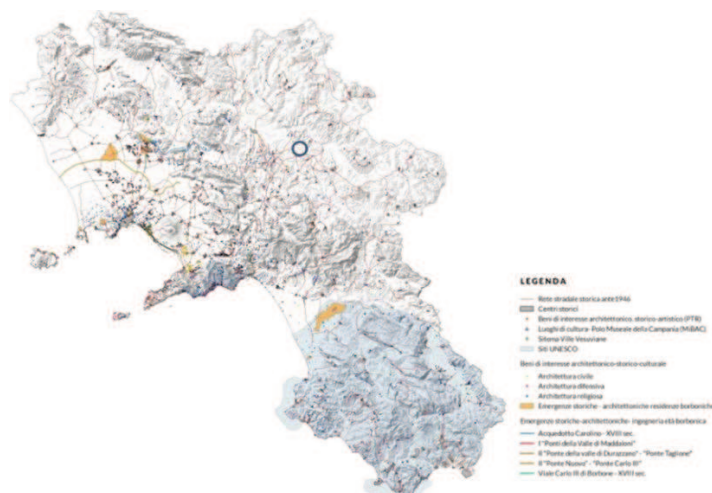 LEGENDA
Rete stradale storica ante 1946
Centri storici
Beni di interesse architettonico, storico-artistico (PTR)
Luoghi di cultura- Polo Museale della Campania (MiBAC)
Sistema Ville Vesuviane
Siti UNESCO
Beni di interesse architettonico-storico-culturale
Architettura civile
Architettura difensiva
Architettura religiosa
Emergenze storiche - architettoniche residenze borboniche
Emergenze storiche-architettoniche- ingegneria età borbonica
Acquedotto Carolino - XVIII sec.
I "Ponti della Valle di Maddaloni"
Il "Ponte della valle di Durazzano" - "Ponte Taglione"
Il "Ponte Nuovo" - "Ponte Carlo III"
Viale Carlo III di Borbone - XVIII sec.